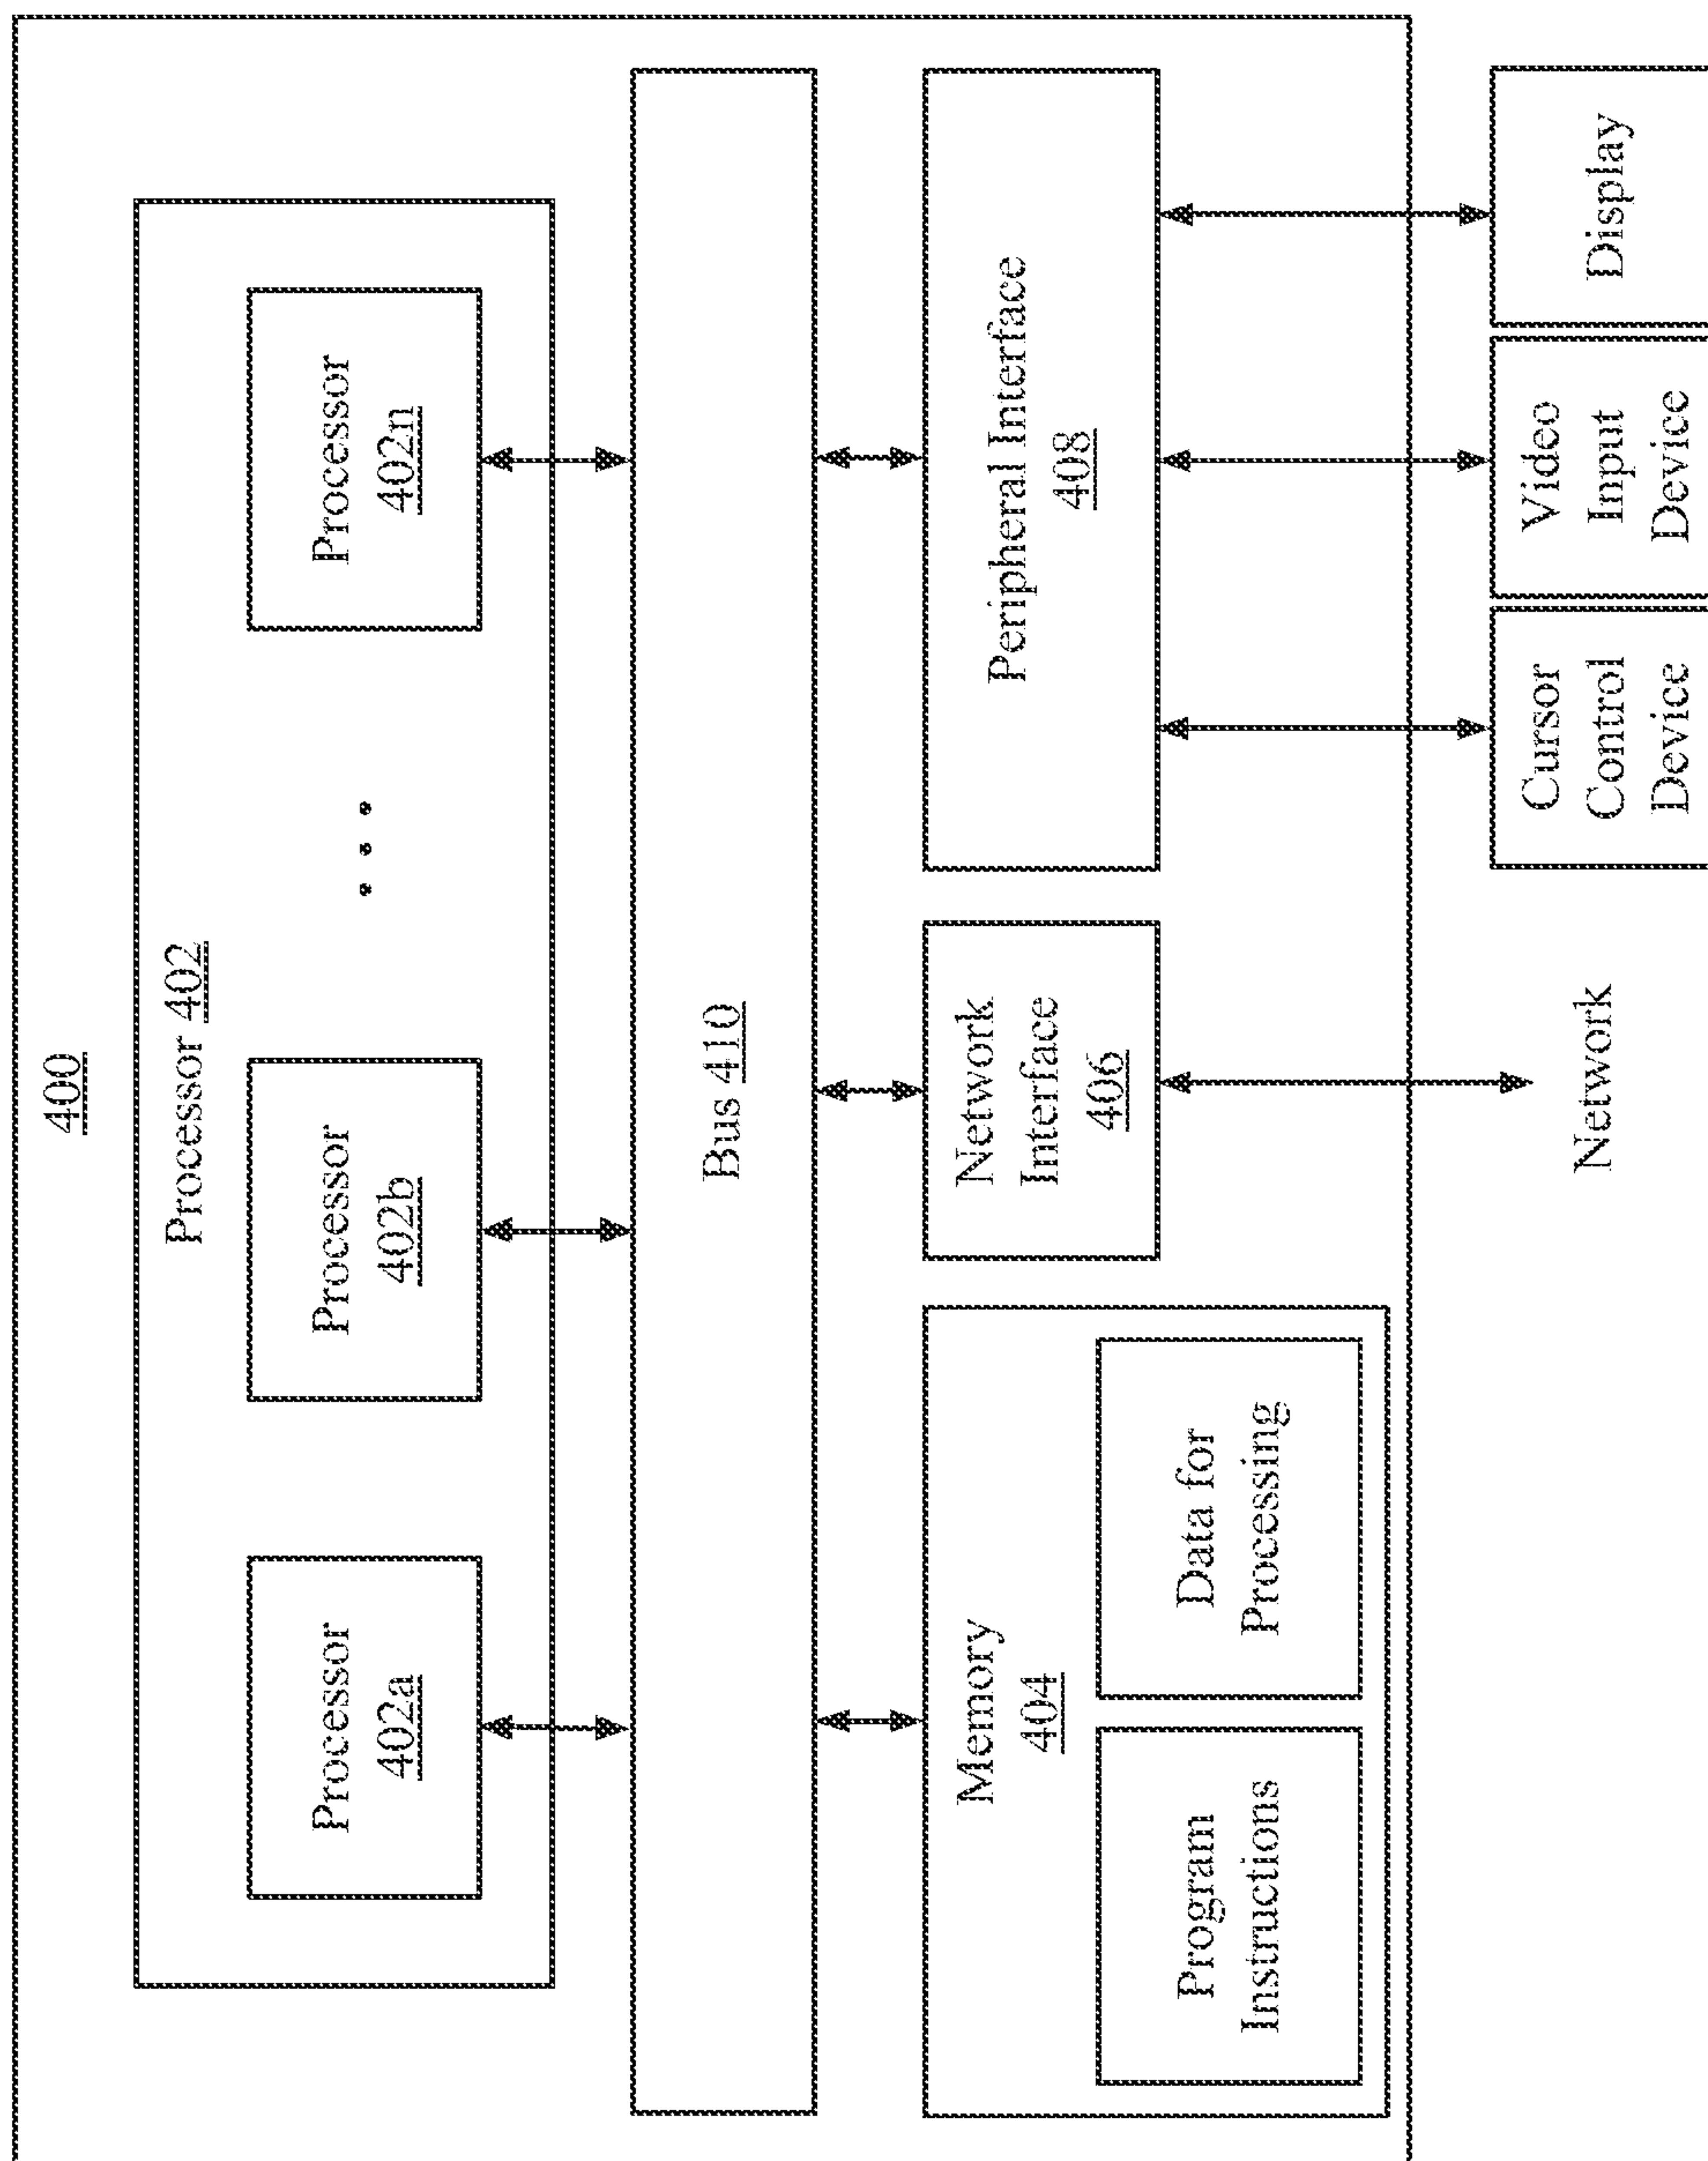 400
Processor 402
Processor
402a
Processor
402b
. . .
Processor
402n
Bus 410
Memory
404
Program
Instructions
Data for
Processing
Network
Interface
406
Peripheral Interface
408
Network
Cursor
Control
Device
Video
Input
Device
Display